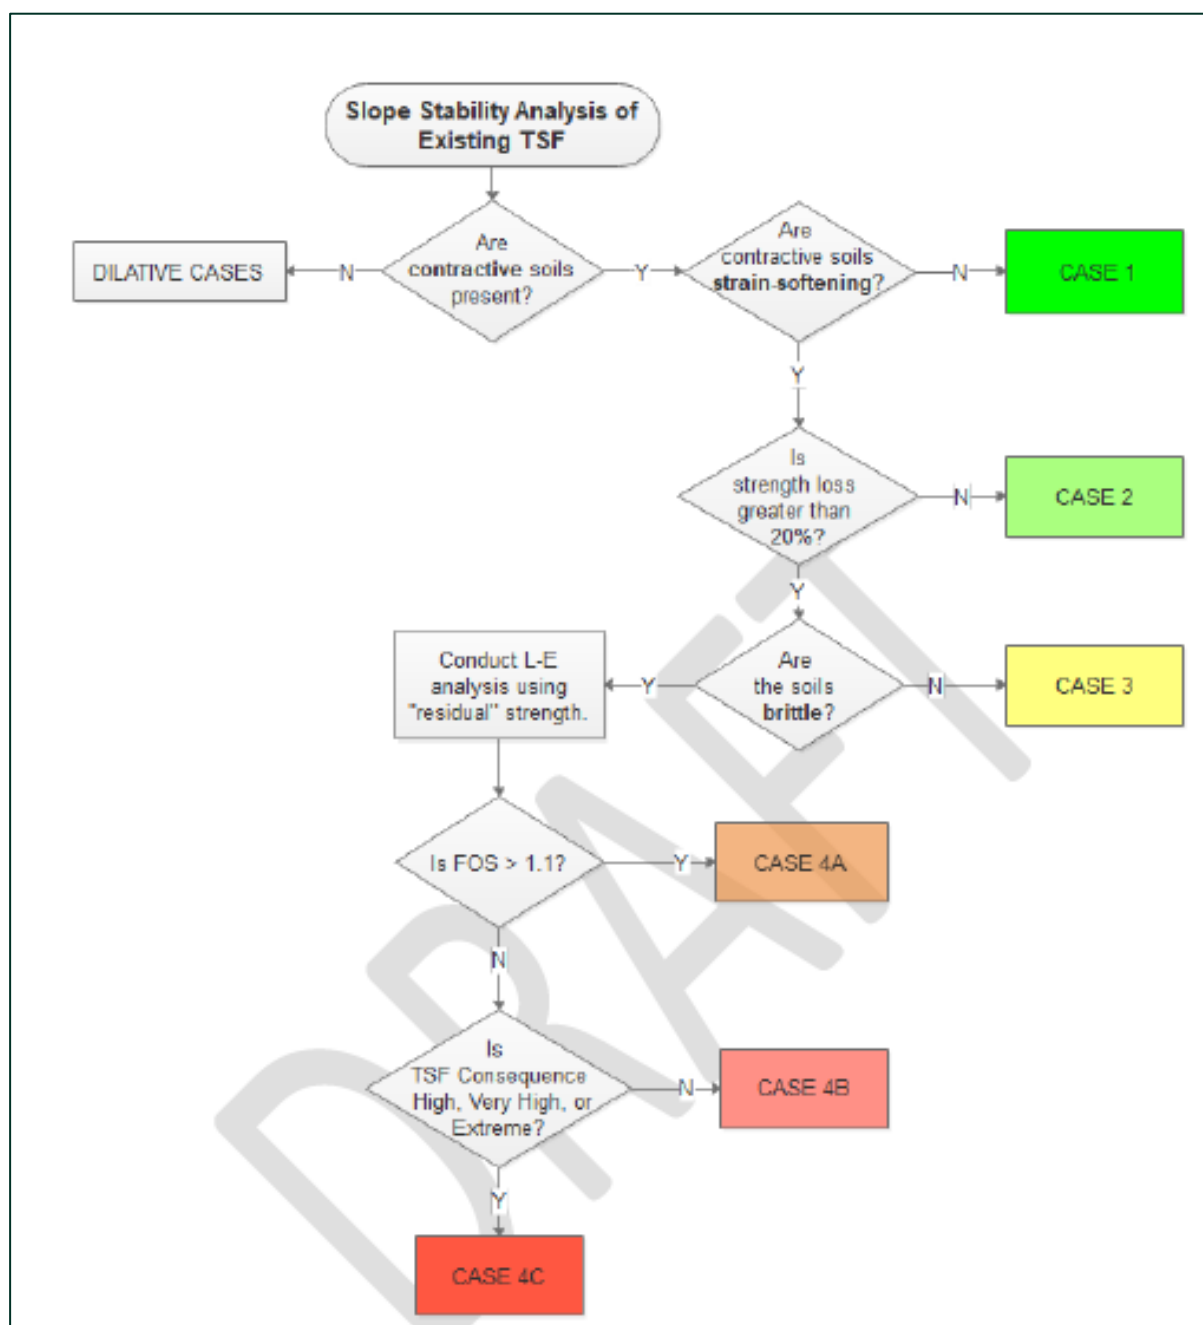 Slope Stability Analysis of
Existing TSF
Are
contractive soils
present?
N
DILATIVE CASES
Y
Are
contractive soils
strain-softening?
N
CASE 1
Y
Is
strength loss
greater than
20%?
N
CASE 2
Y
Are
the soils
brittle?
N
CASE 3
Y
Conduct L-E
analysis using
"residual" strength.
Is FOS > 1.1?
Y
CASE 4A
N
Is
TSF Consequence
High, Very High, or
Extreme?
N
CASE 4B
Y
CASE 4C
DRAFT